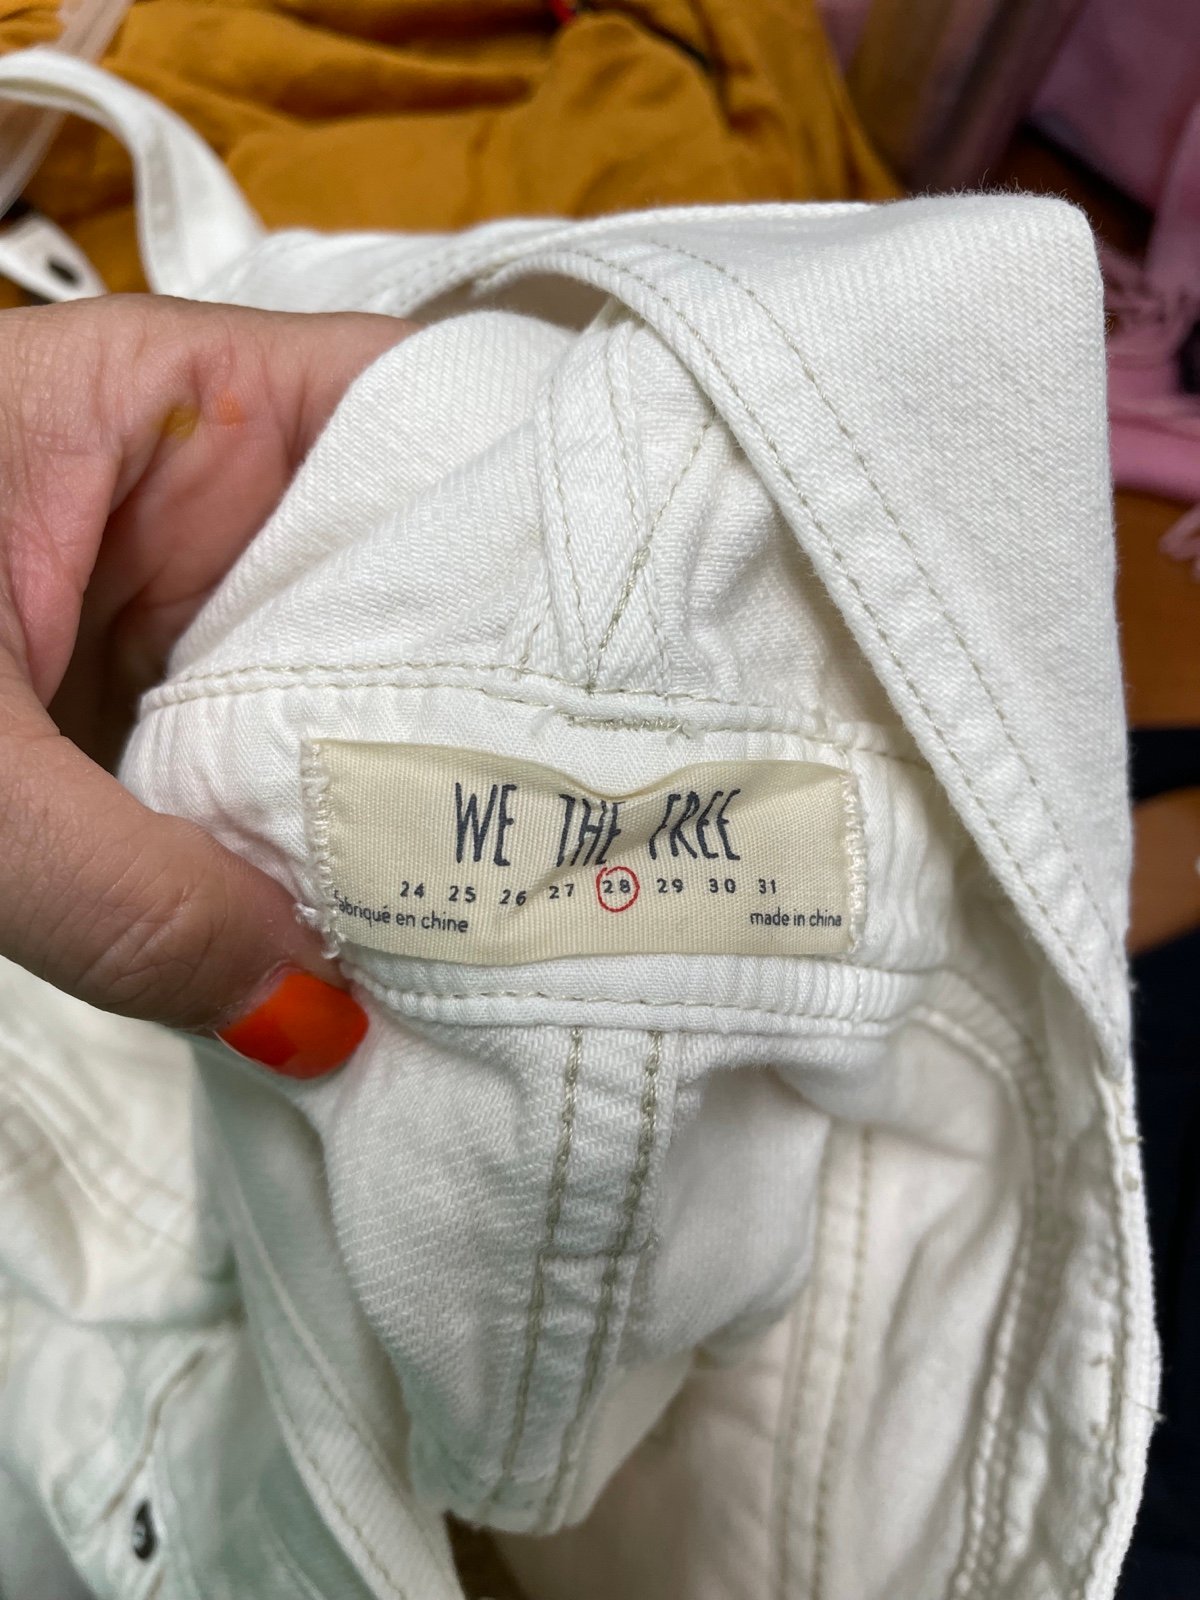 WE THE FREE
24 25 26 27 28 29 30 31
fabriqué en chine made in china